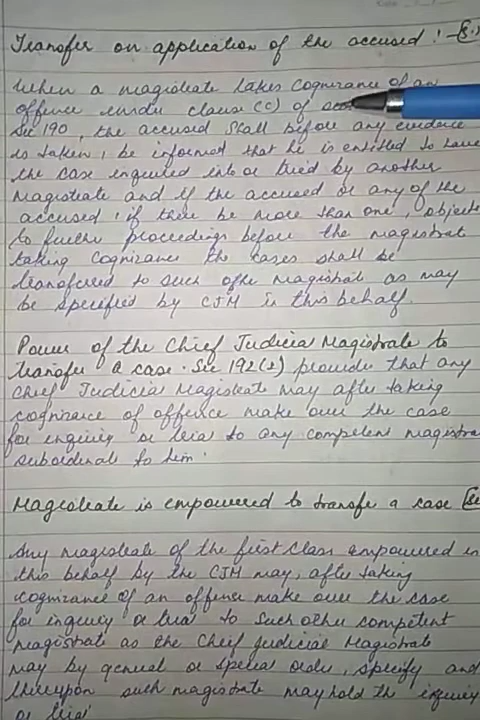 Transfer on application of the accused! -[S.
When a magistrate takes cognizance of an
offence under clause (c) of
Sec 190, the accused shall before any evidence
is taken, be informed that he is entitled to have
the case inquired into or tried by another
magistrate and if the accused or any of the
accused, if there be more than one, objects
to further proceedings before the magistrate
taking cognizance the cases shall be
transferred to such other magistrate as may
be specified by CJM in this behalf.
Power of the Chief Judicia Magistrate to
transfer a case. Sec 192(1) provide that any
chief Judicia Magistrate may after taking
cognizance of offence make over the case
for inquiry or trial to any competent magistra
subordinate to him.
Magistrate is empowered to transfe a case [Se
Any magistrate of the first class empowered in
this behalf by the CJM may, after taking
cognizance of an offence make over the case
for inquiry or trial to such other competent
magistrate as the Chief Judicial Magistrate
may by genual or special order, specify and
thereupon such magistrate may hold the inquiry
or trial